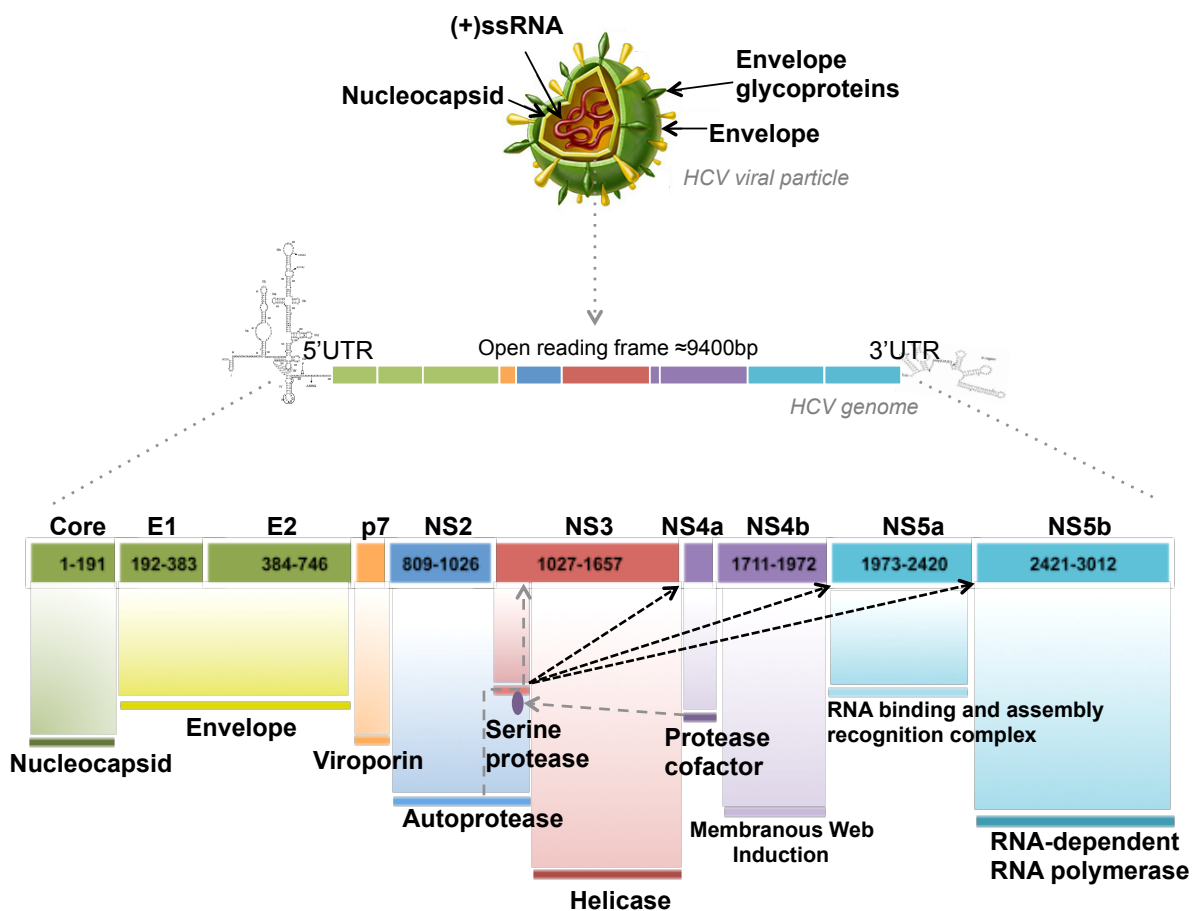 (+)ssRNA
Nucleocapsid
Envelope
glycoproteins
Envelope
HCV viral particle
5'UTR
Open reading frame ≈9400bp
3'UTR
HCV genome
Core
E1
E2
p7
NS2
NS3
NS4a
NS4b
NS5a
NS5b
1-191
192-383
384-746
809-1026
1027-1657
1711-1972
1973-2420
2421-3012
Nucleocapsid
Envelope
Viroporin
Autoprotease
Serine
protease
Helicase
Protease
cofactor
Membranous Web
Induction
RNA binding and assembly
recognition complex
RNA-dependent
RNA polymerase